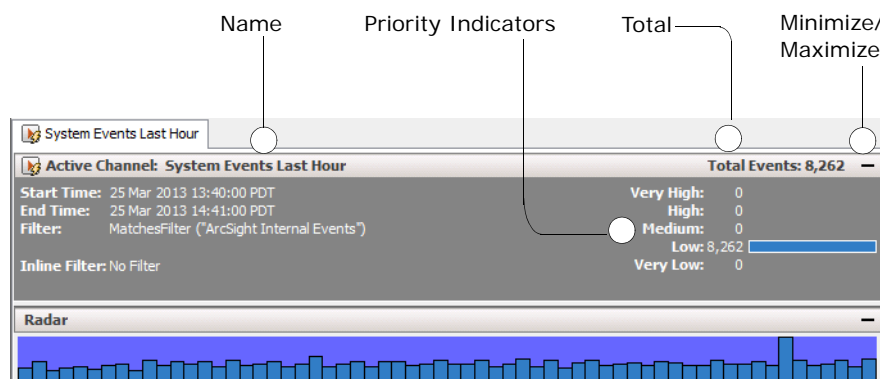 Name Priority Indicators Total Minimize/
Maximize
System Events Last Hour
Active Channel: System Events Last Hour Total Events: 8,262
Start Time: 25 Mar 2013 13:40:00 PDT Very High: 0
End Time: 25 Mar 2013 14:41:00 PDT High: 0
Filter: MatchesFilter ("ArcSight Internal Events") Medium: 0
Low: 8,262
Inline Filter: No Filter Very Low: 0
Radar